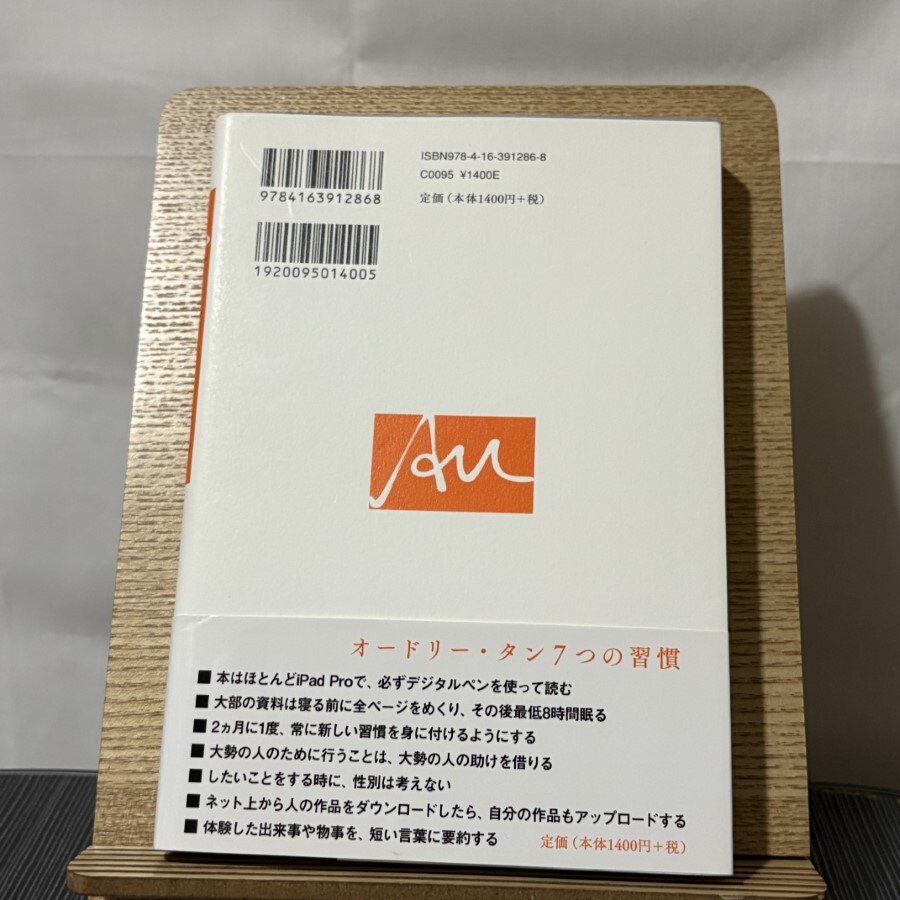 ISBN978-4-16-391286-8
C0095 ¥1400E
定価（本体1400円＋税）
9784163912868
1920095014005
Au
オードリー・タン7つの習慣
■ 本はほとんどiPad Proで、必ずデジタルペンを使って読む
■ 大部の資料は寝る前に全ページをめくり、その後最低8時間眠る
■ 2ヵ月に1度、常に新しい習慣を身に付けるようにする
■ 大勢の人のために行うことは、大勢の人の助けを借りる
■ したいことをする時に、性別は考えない
■ ネット上から人の作品をダウンロードしたら、自分の作品もアップロードする
■ 体験した出来事や物事を、短い言葉に要約する
定価（本体1400円＋税）